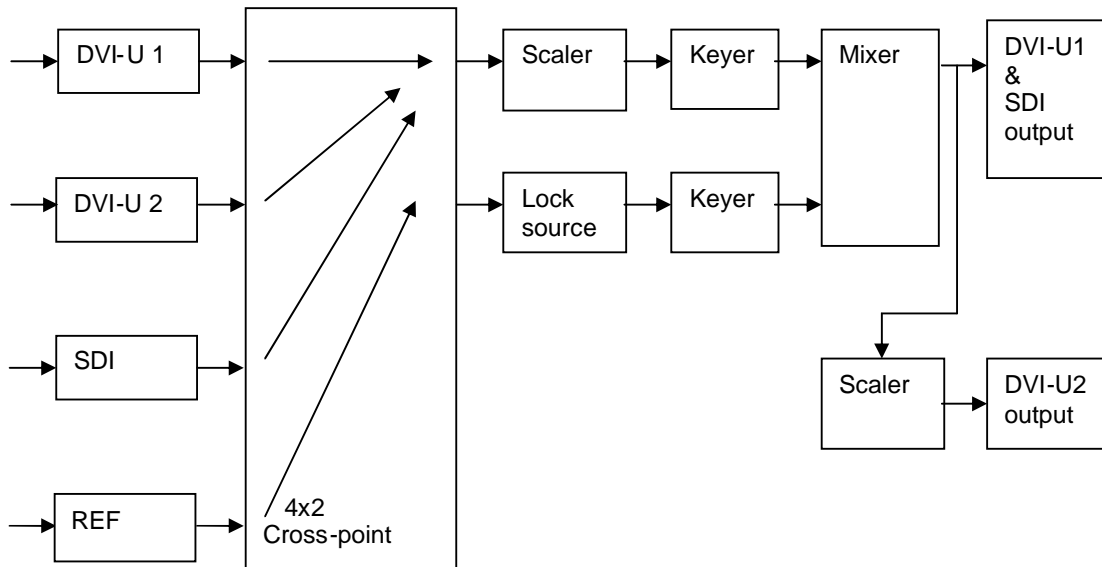 DVI-U 1
DVI-U 2
SDI
REF
4x2
Cross-point
Scaler
Keyer
Mixer
DVI-U1
&
SDI
output
Lock
source
Keyer
Scaler
DVI-U2
output